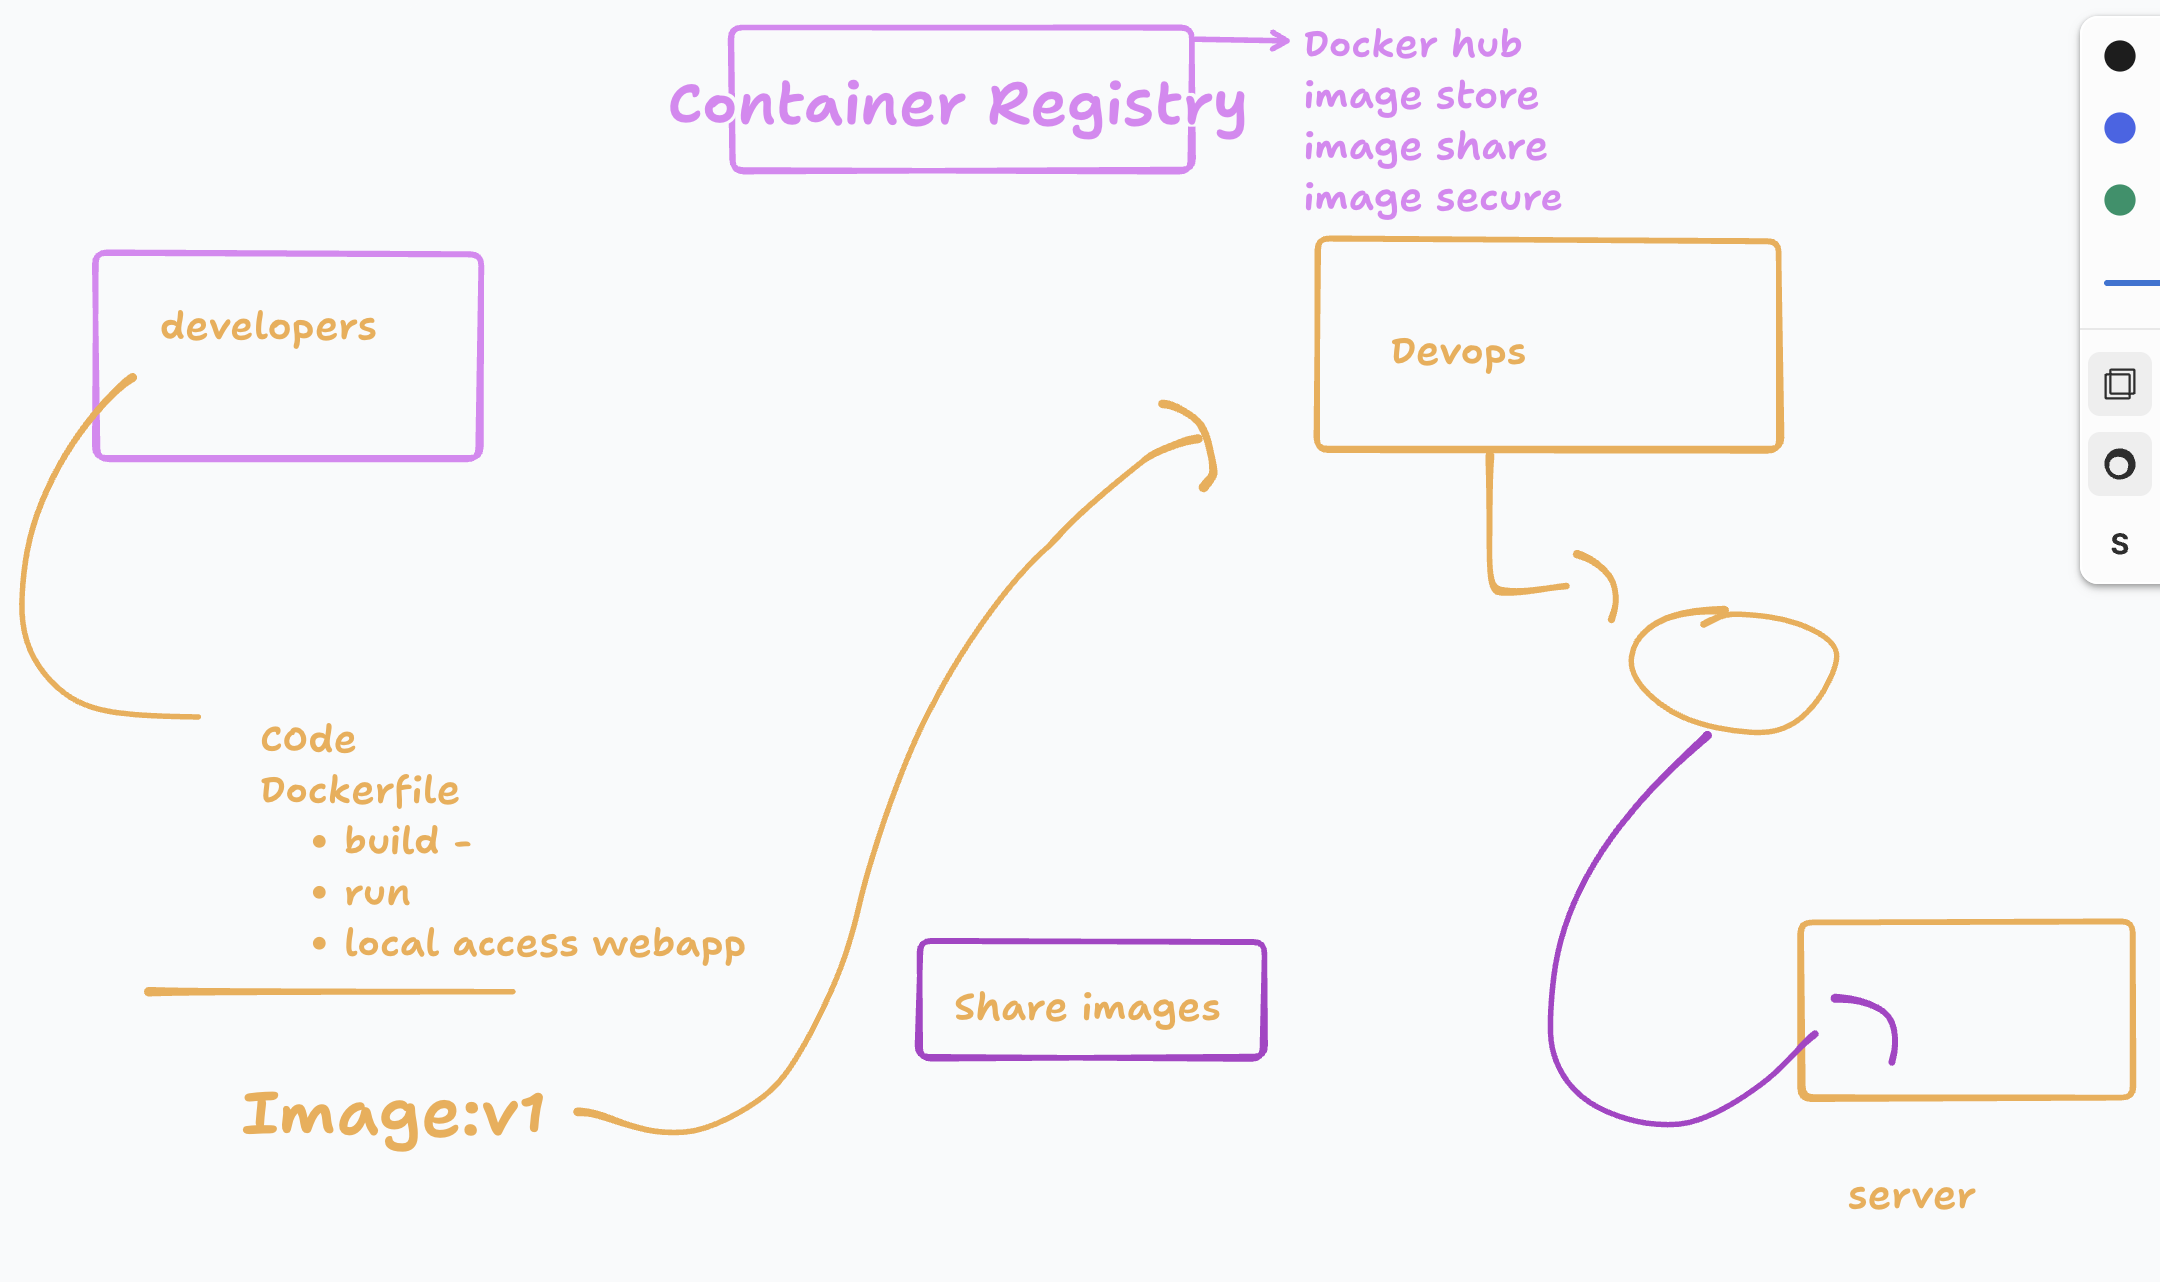 Container Registry
Docker hub
image store
image share
image secure
developers
Devops
COde
Dockerfile
• build -
• run
• local access webapp
Share images
Image:v1
server
S